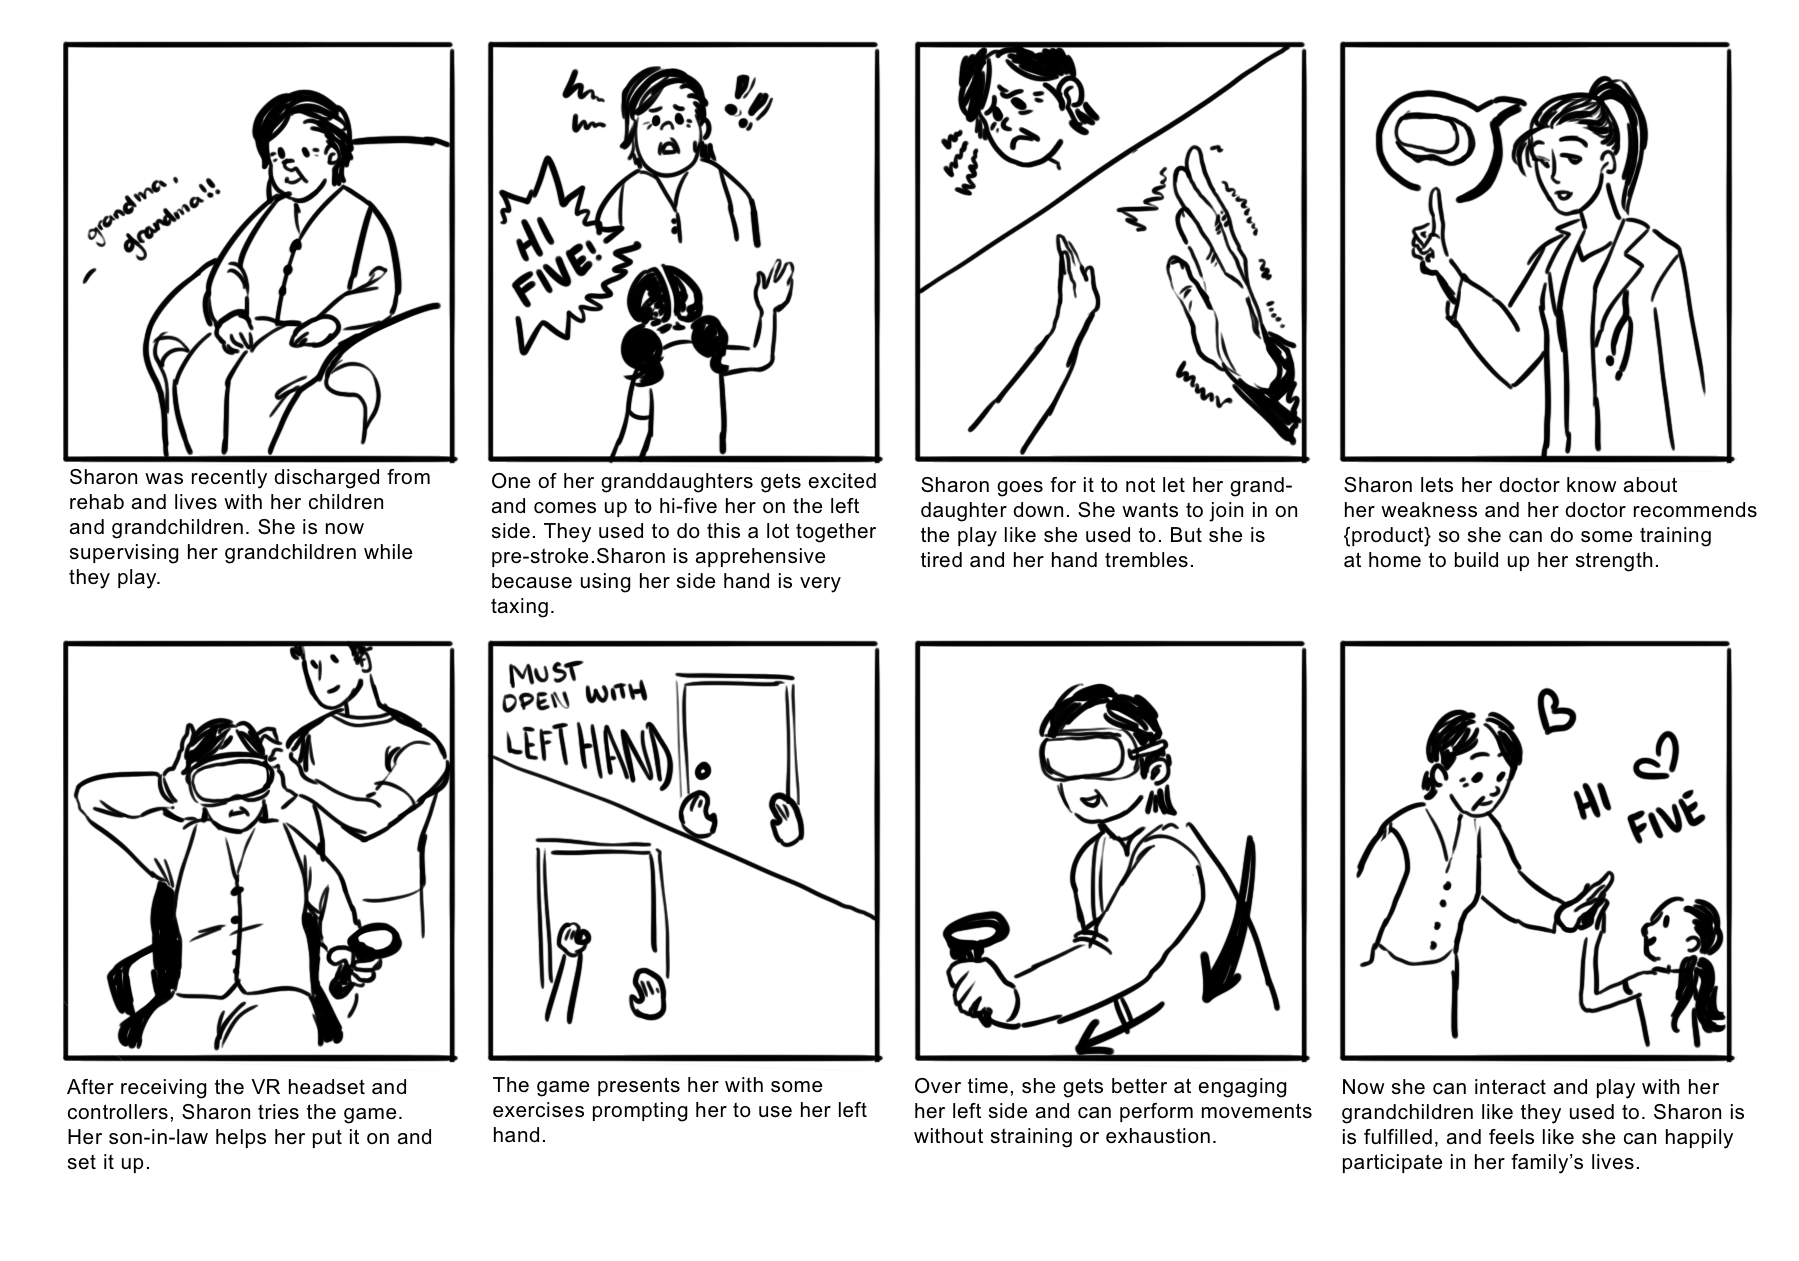 grandma,
grandma!!
Sharon was recently discharged from
rehab and lives with her children
and grandchildren. She is now
supervising her grandchildren while
they play.
HI
FIVE!
One of her granddaughters gets excited
and comes up to hi-five her on the left
side. They used to do this a lot together
pre-stroke.Sharon is apprehensive
because using her side hand is very
taxing.
Sharon goes for it to not let her grand-
daughter down. She wants to join in on
the play like she used to. But she is
tired and her hand trembles.
Sharon lets her doctor know about
her weakness and her doctor recommends
{product} so she can do some training
at home to build up her strength.
After receiving the VR headset and
controllers, Sharon tries the game.
Her son-in-law helps her put it on and
set it up.
MUST
OPEN WITH
LEFT HAND
The game presents her with some
exercises prompting her to use her left
hand.
Over time, she gets better at engaging
her left side and can perform movements
without straining or exhaustion.
HI
FIVE
Now she can interact and play with her
grandchildren like they used to. Sharon is
is fulfilled, and feels like she can happily
participate in her family’s lives.